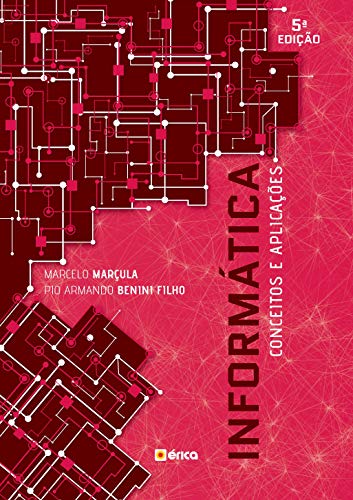 5ª
EDIÇÃO
INFORMÁTICA
CONCEITOS E APLICAÇÕES
MARCELO MARÇULA
PIO ARMANDO BENINI FILHO
érica